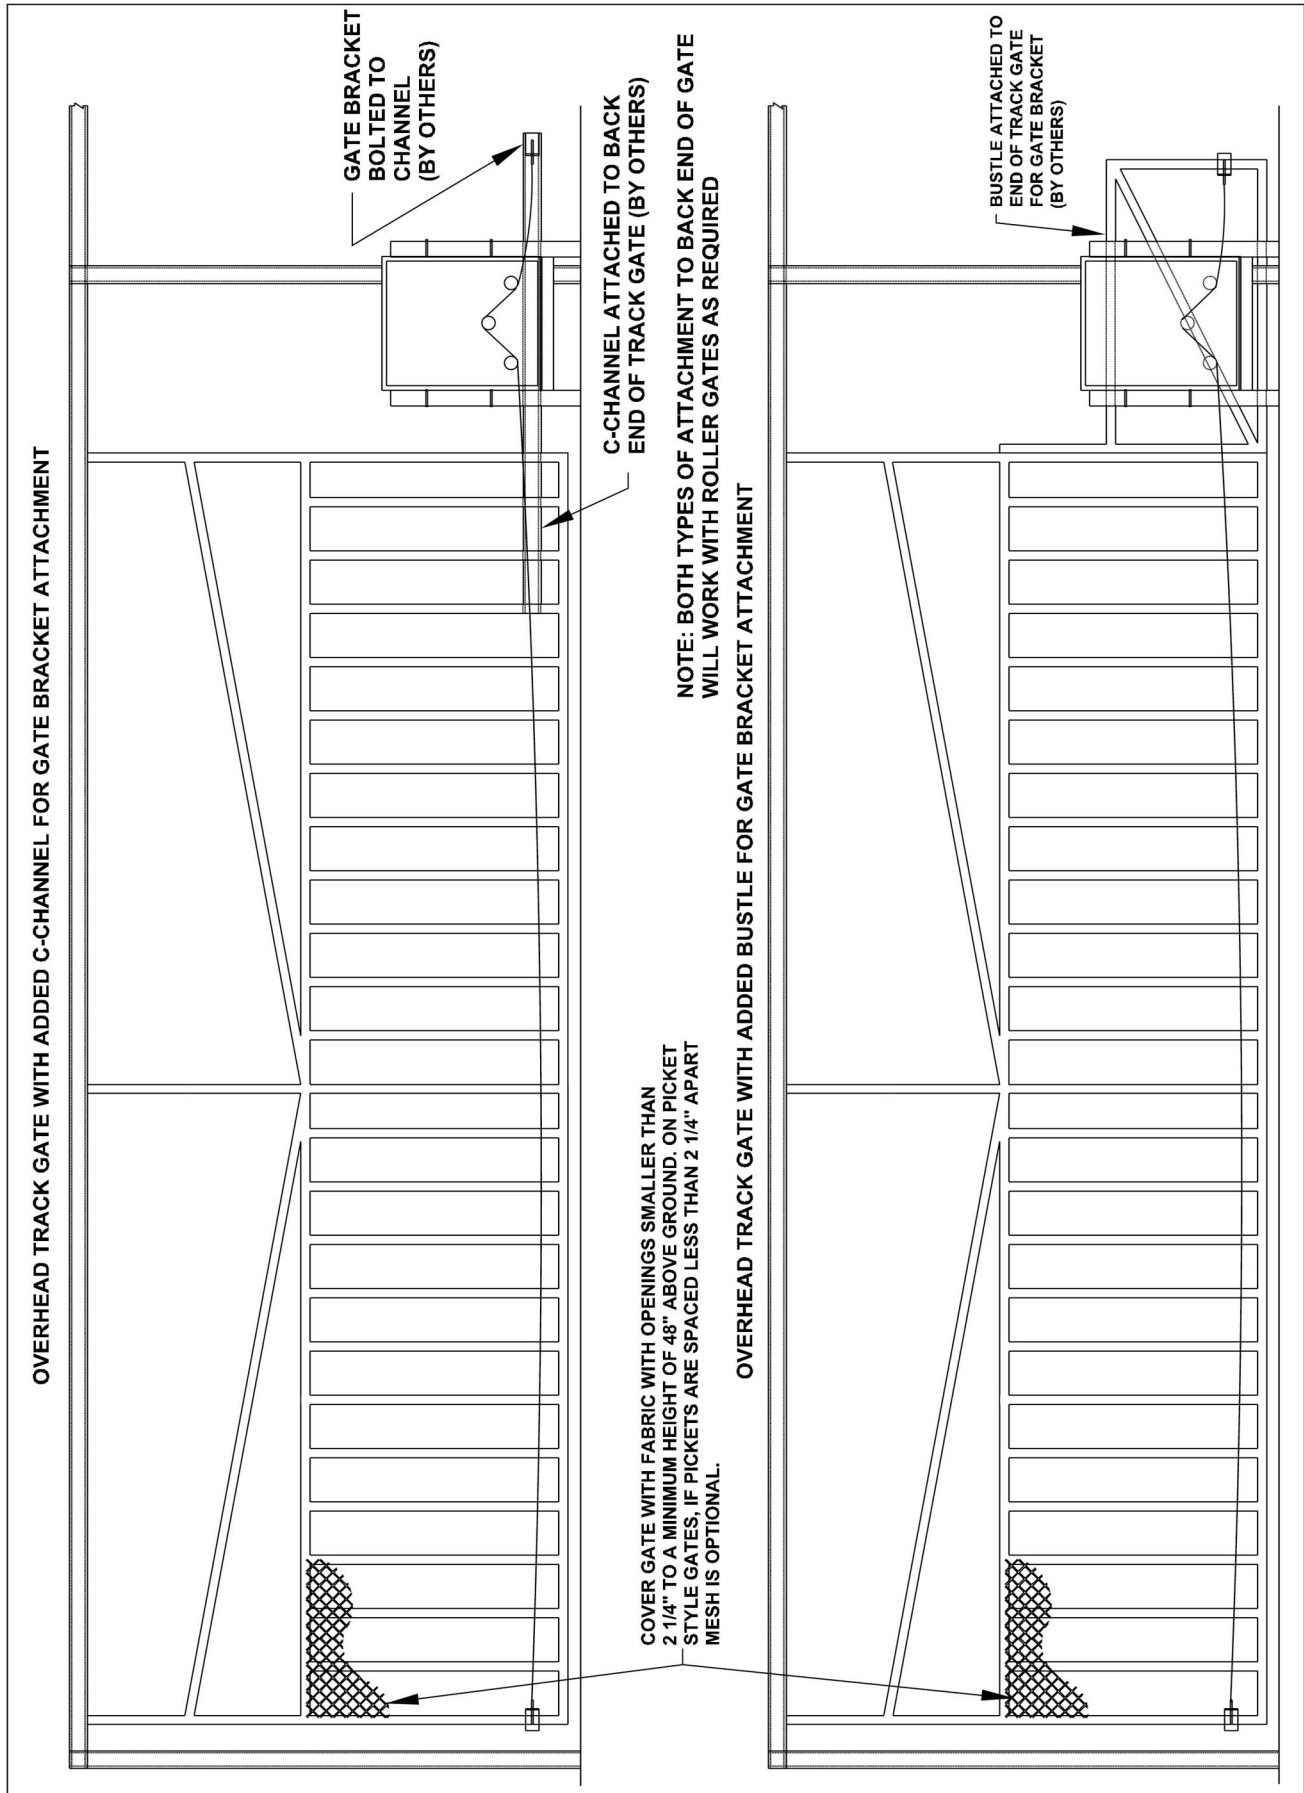 OVERHEAD TRACK GATE WITH ADDED C-CHANNEL FOR GATE BRACKET ATTACHMENT
GATE BRACKET
BOLTED TO
CHANNEL
(BY OTHERS)
C-CHANNEL ATTACHED TO BACK
END OF TRACK GATE (BY OTHERS)
NOTE: BOTH TYPES OF ATTACHMENT TO BACK END OF GATE
WILL WORK WITH ROLLER GATES AS REQUIRED
COVER GATE WITH FABRIC WITH OPENINGS SMALLER THAN
2 1/4" TO A MINIMUM HEIGHT OF 48" ABOVE GROUND. ON PICKET
STYLE GATES, IF PICKETS ARE SPACED LESS THAN 2 1/4" APART
MESH IS OPTIONAL.
OVERHEAD TRACK GATE WITH ADDED BUSTLE FOR GATE BRACKET ATTACHMENT
BUSTLE ATTACHED TO
END OF TRACK GATE
FOR GATE BRACKET
(BY OTHERS)